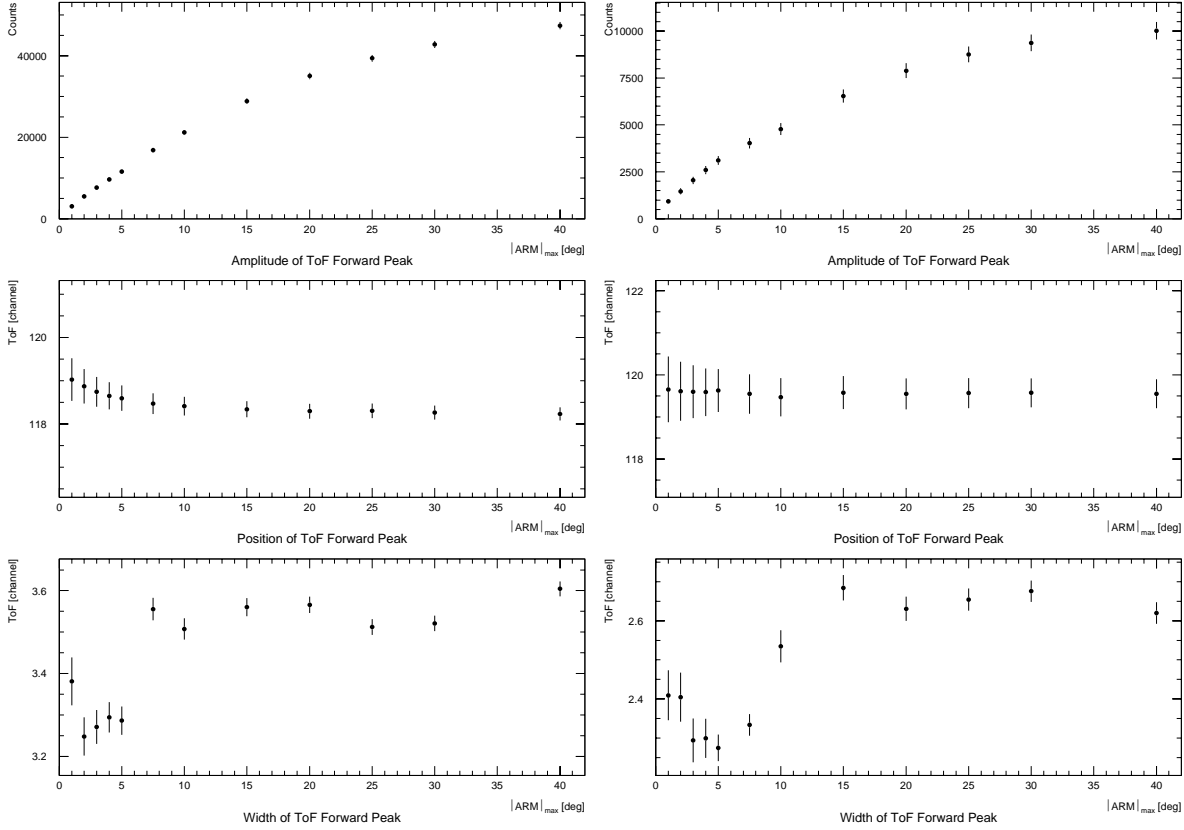 Counts
40000
20000
0
0 5 10 15 20 25 30 35 40
|ARM|max [deg]
Amplitude of ToF Forward Peak
Counts
10000
7500
5000
2500
0
0 5 10 15 20 25 30 35 40
|ARM|max [deg]
Amplitude of ToF Forward Peak
ToF [channel]
120
118
0 5 10 15 20 25 30 35 40
|ARM|max [deg]
Position of ToF Forward Peak
ToF [channel]
122
120
118
0 5 10 15 20 25 30 35 40
|ARM|max [deg]
Position of ToF Forward Peak
ToF [channel]
3.6
3.4
3.2
0 5 10 15 20 25 30 35 40
|ARM|max [deg]
Width of ToF Forward Peak
ToF [channel]
2.6
2.4
0 5 10 15 20 25 30 35 40
|ARM|max [deg]
Width of ToF Forward Peak